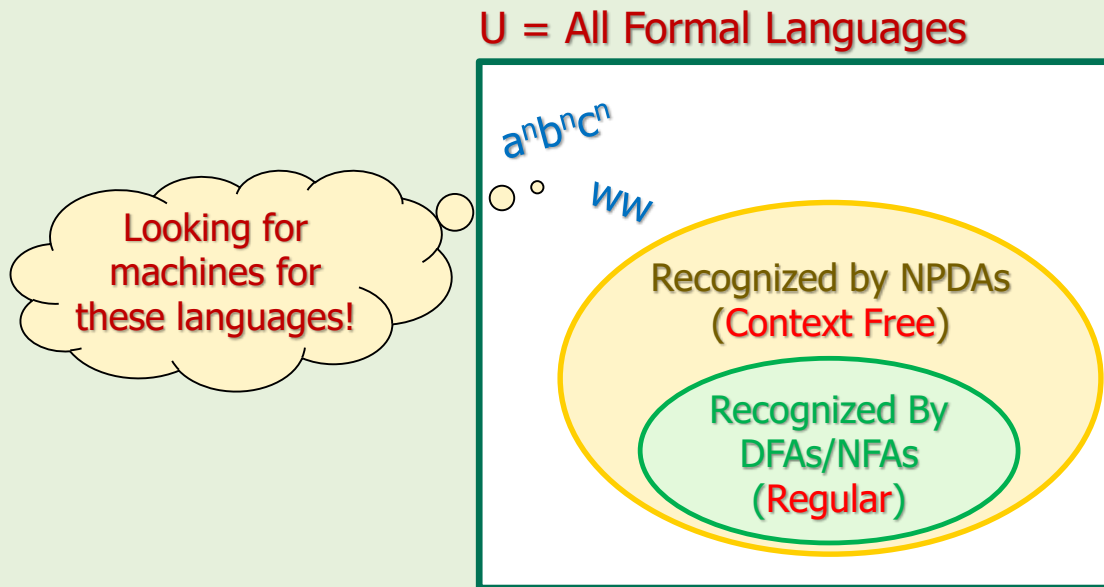 U = All Formal Languages
aⁿbⁿcⁿ
ww
Looking for
machines for
these languages!
Recognized by NPDAs
(Context Free)
Recognized By
DFAs/NFAs
(Regular)